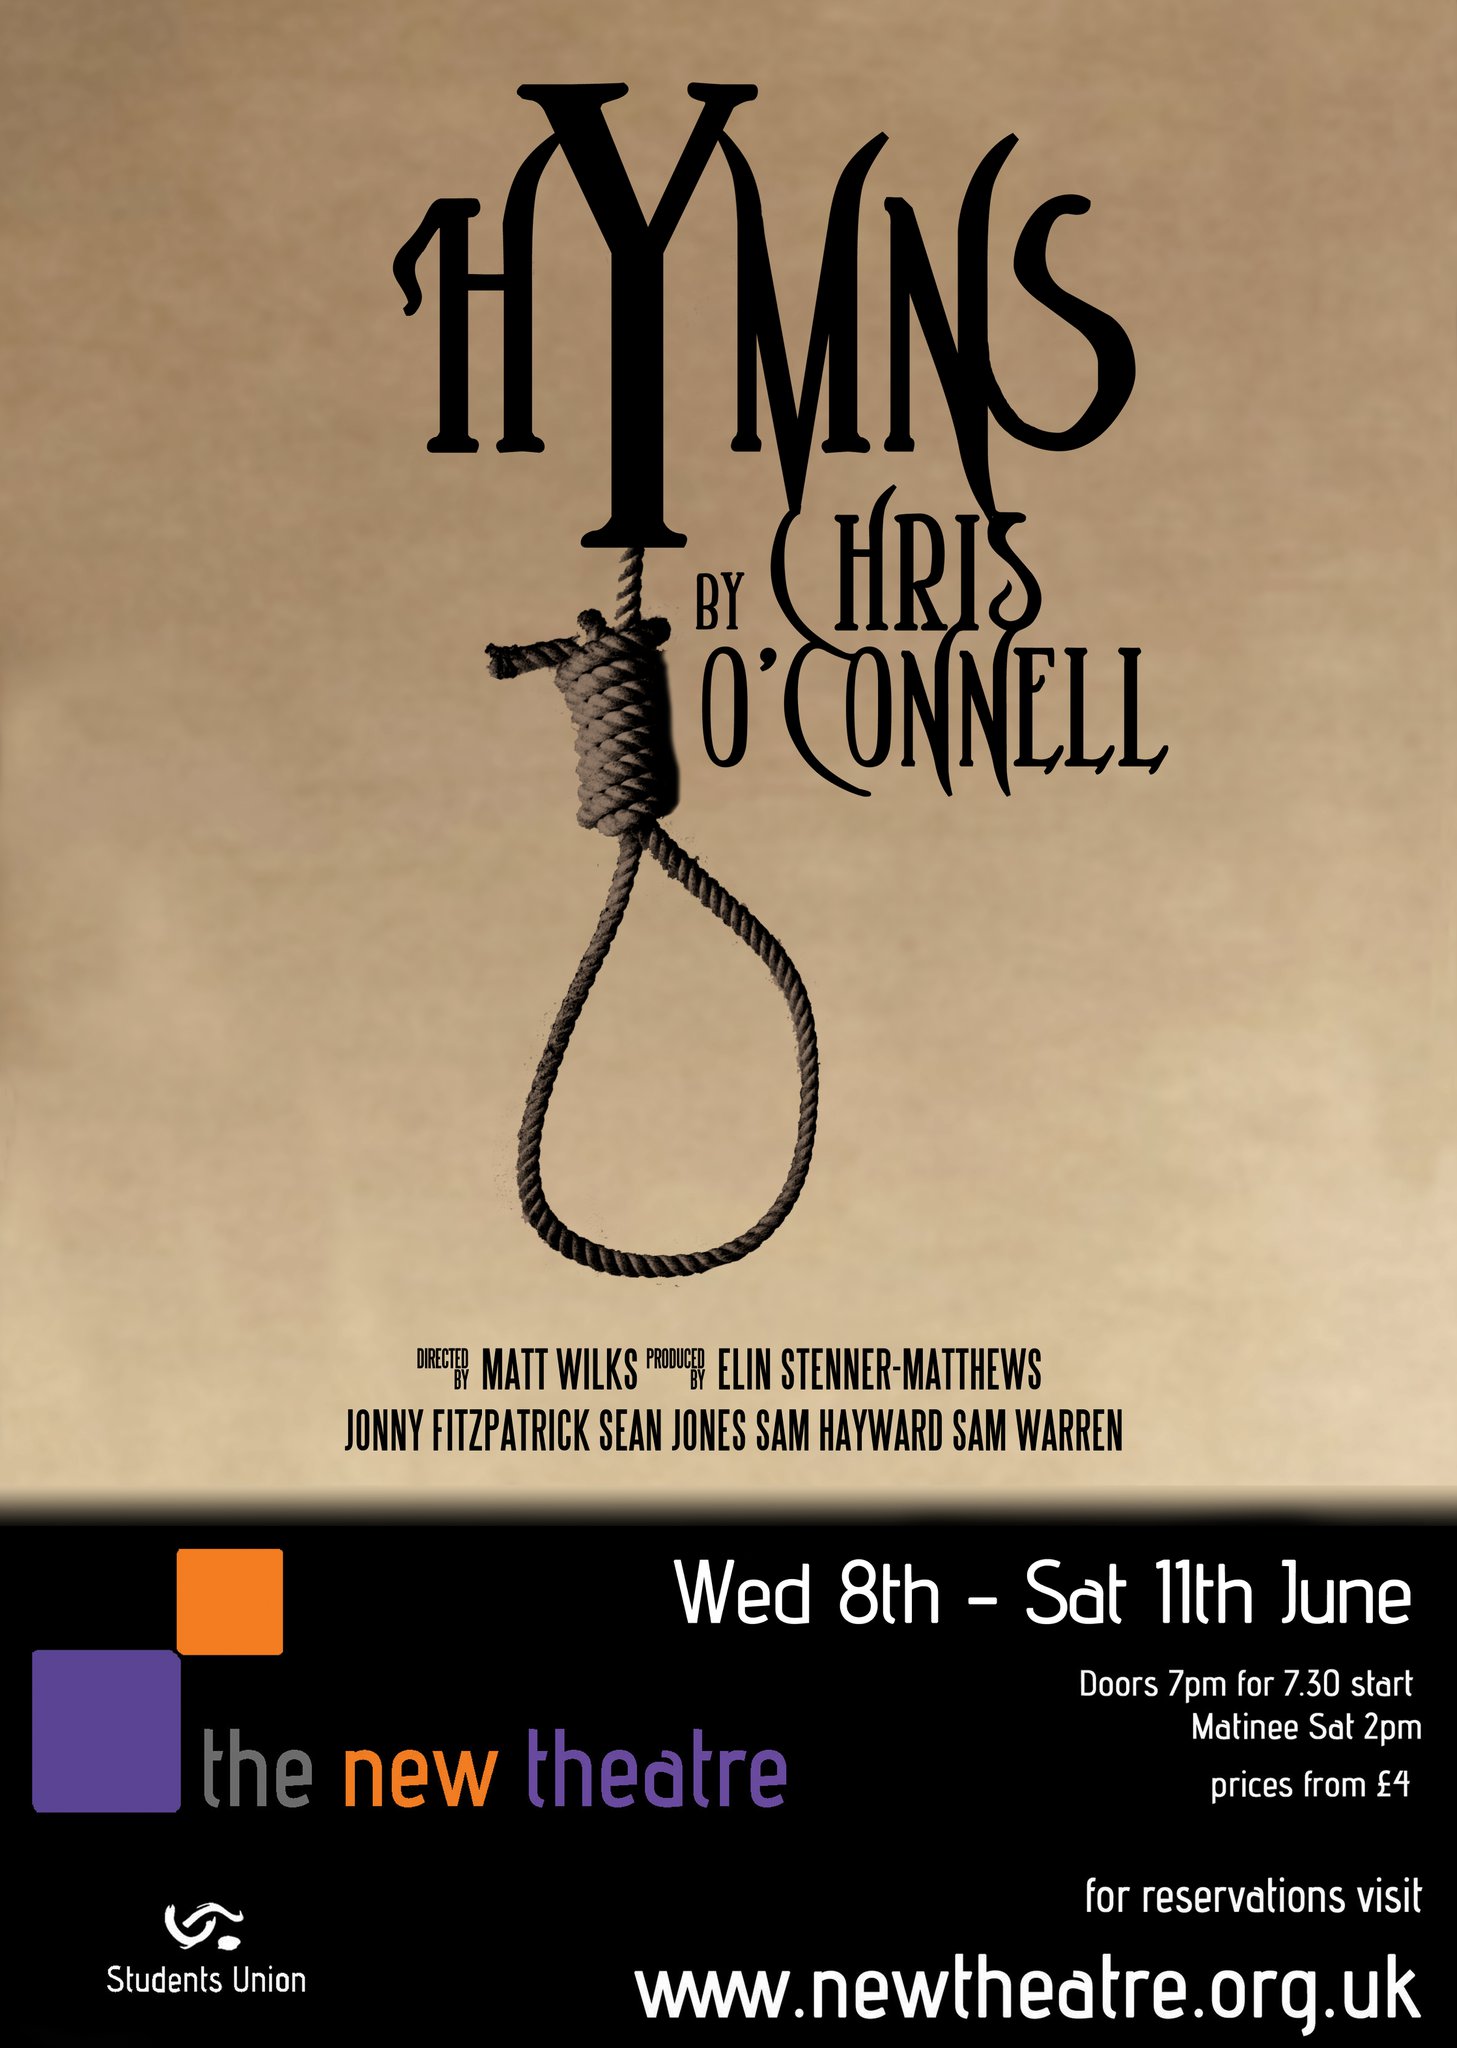 HYMNS
BY CHRIS
O'CONNELL
DIRECTED BY MATT WILKS PRODUCED BY ELIN STENNER-MATTHEWS
JONNY FITZPATRICK SEAN JONES SAM HAYWARD SAM WARREN
Wed 8th - Sat 11th June
Doors 7pm for 7.30 start
Matinee Sat 2pm
prices from £4
the new theatre
for reservations visit
www.newtheatre.org.uk
Students Union